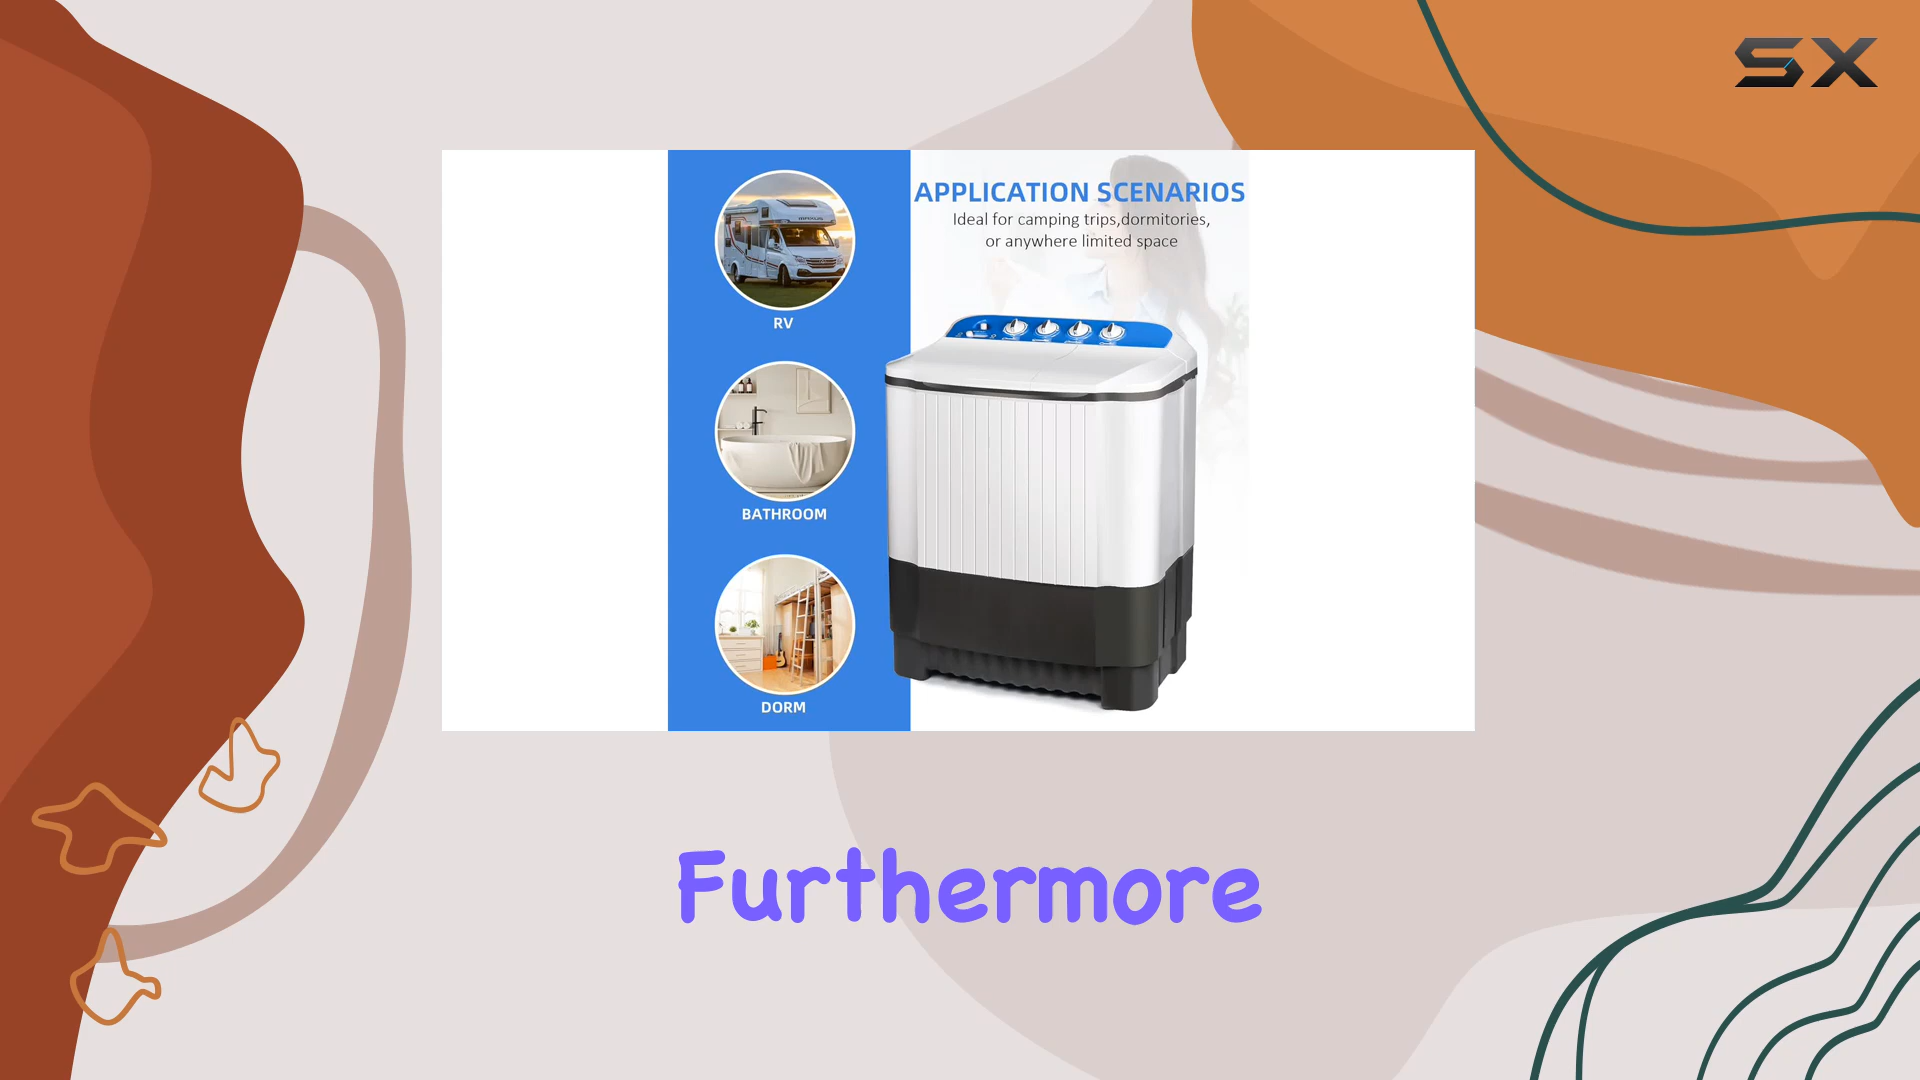 SX
APPLICATION SCENARIOS
Ideal for camping trips,dormitories,
or anywhere limited space
RV
BATHROOM
DORM
Furthermore